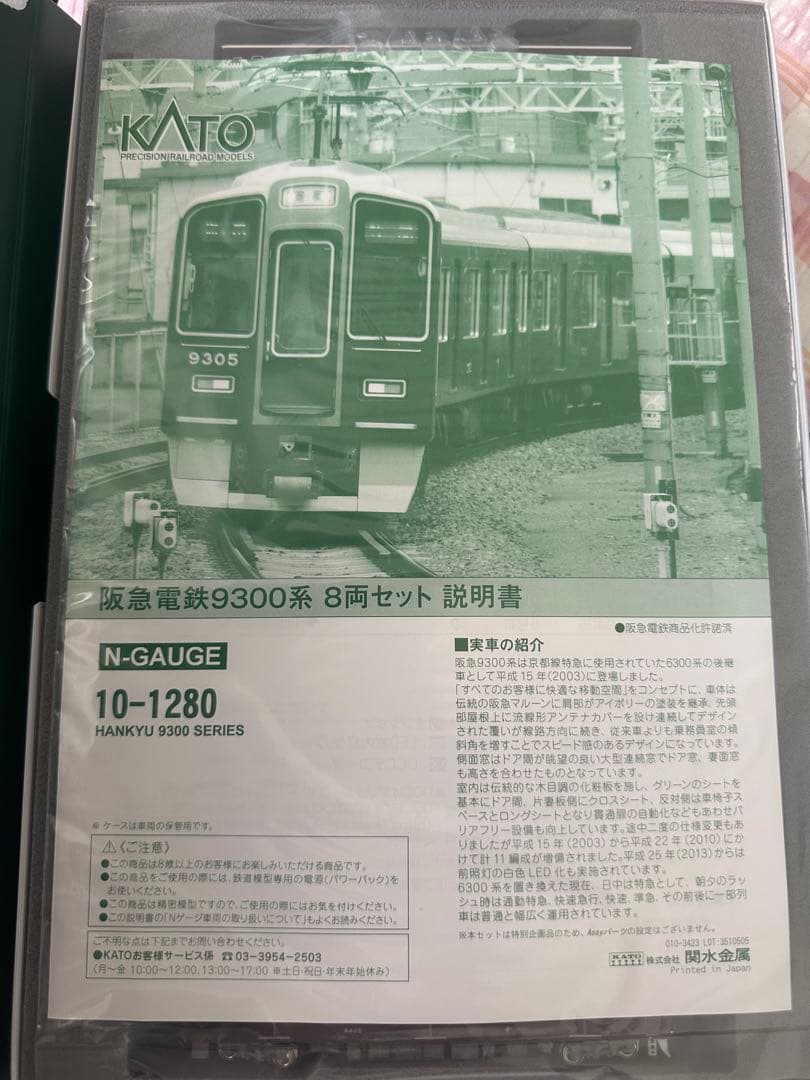 KATO
PRECISION RAILROAD MODELS
9305
阪急電鉄9300系 8両セット 説明書
●阪急電鉄商品化許諾済
N-GAUGE
10-1280
HANKYU 9300 SERIES
※ ケースは車両の保管用です。
⚠《ご注意》
●この商品は8歳以上のお客様にお楽しみいただける商品です。
●この商品をご使用の際には、鉄道模型専用の電源(パワーパック)を
お使いください。
●この商品は精密模型ですので、ご使用の際にはお気を付けください。
●この説明書の「Nゲージ車両の取り扱いについて」もよくお読みください。
ご不明な点は下記までお問い合わせください。
●KATOお客様サービス係 ☎03-3954-2503
(月〜金 10:00〜12:00、13:00〜17:00 ※土日・祝日・年末年始休み)
■実車の紹介
阪急9300系は京都線特急に使用されていた6300系の後継
車として平成15年(2003)に登場しました。
「すべてのお客様に快適な移動空間」をコンセプトに、車体は
伝統の阪急マルーンに肩部がアイボリーの塗装を継承、先頭
部屋根上に流線形アンテナカバーを設け連続してデザイン
された覆いが線路方向に続き、従来車よりも乗務員室の傾
斜角を増すことでスピード感のあるデザインになっています。
側面窓はドア間が眺望の良い大型連続窓でドア窓、妻面窓
も高さを合わせたものとなっています。
室内は伝統的な木目調の化粧板を施し、グリーンのシートを
基本にドア間、片妻板側にクロスシート、反対側は車椅子ス
ペースとロングシートとなり貫通扉の自動化などもあわせバ
リアフリー設備も向上しています。途中二度の仕様変更もあ
りましたが平成15年(2003)から平成22年(2010)にか
けて計11編成が増備されました。平成25年(2013)からは
前照灯の白色LED化も実施されています。
6300系を置き換えた現在、日中は特急として、朝夕のラッ
シュ時は通勤特急、快速急行、快速、準急、その前後に一部列
車は普通と幅広く運用されています。
※本セットは特別企画品のため、Assyパーツの設定はございません。
010-3423 LOT:3510505
KATO 株式会社 関水金属
Printed in Japan